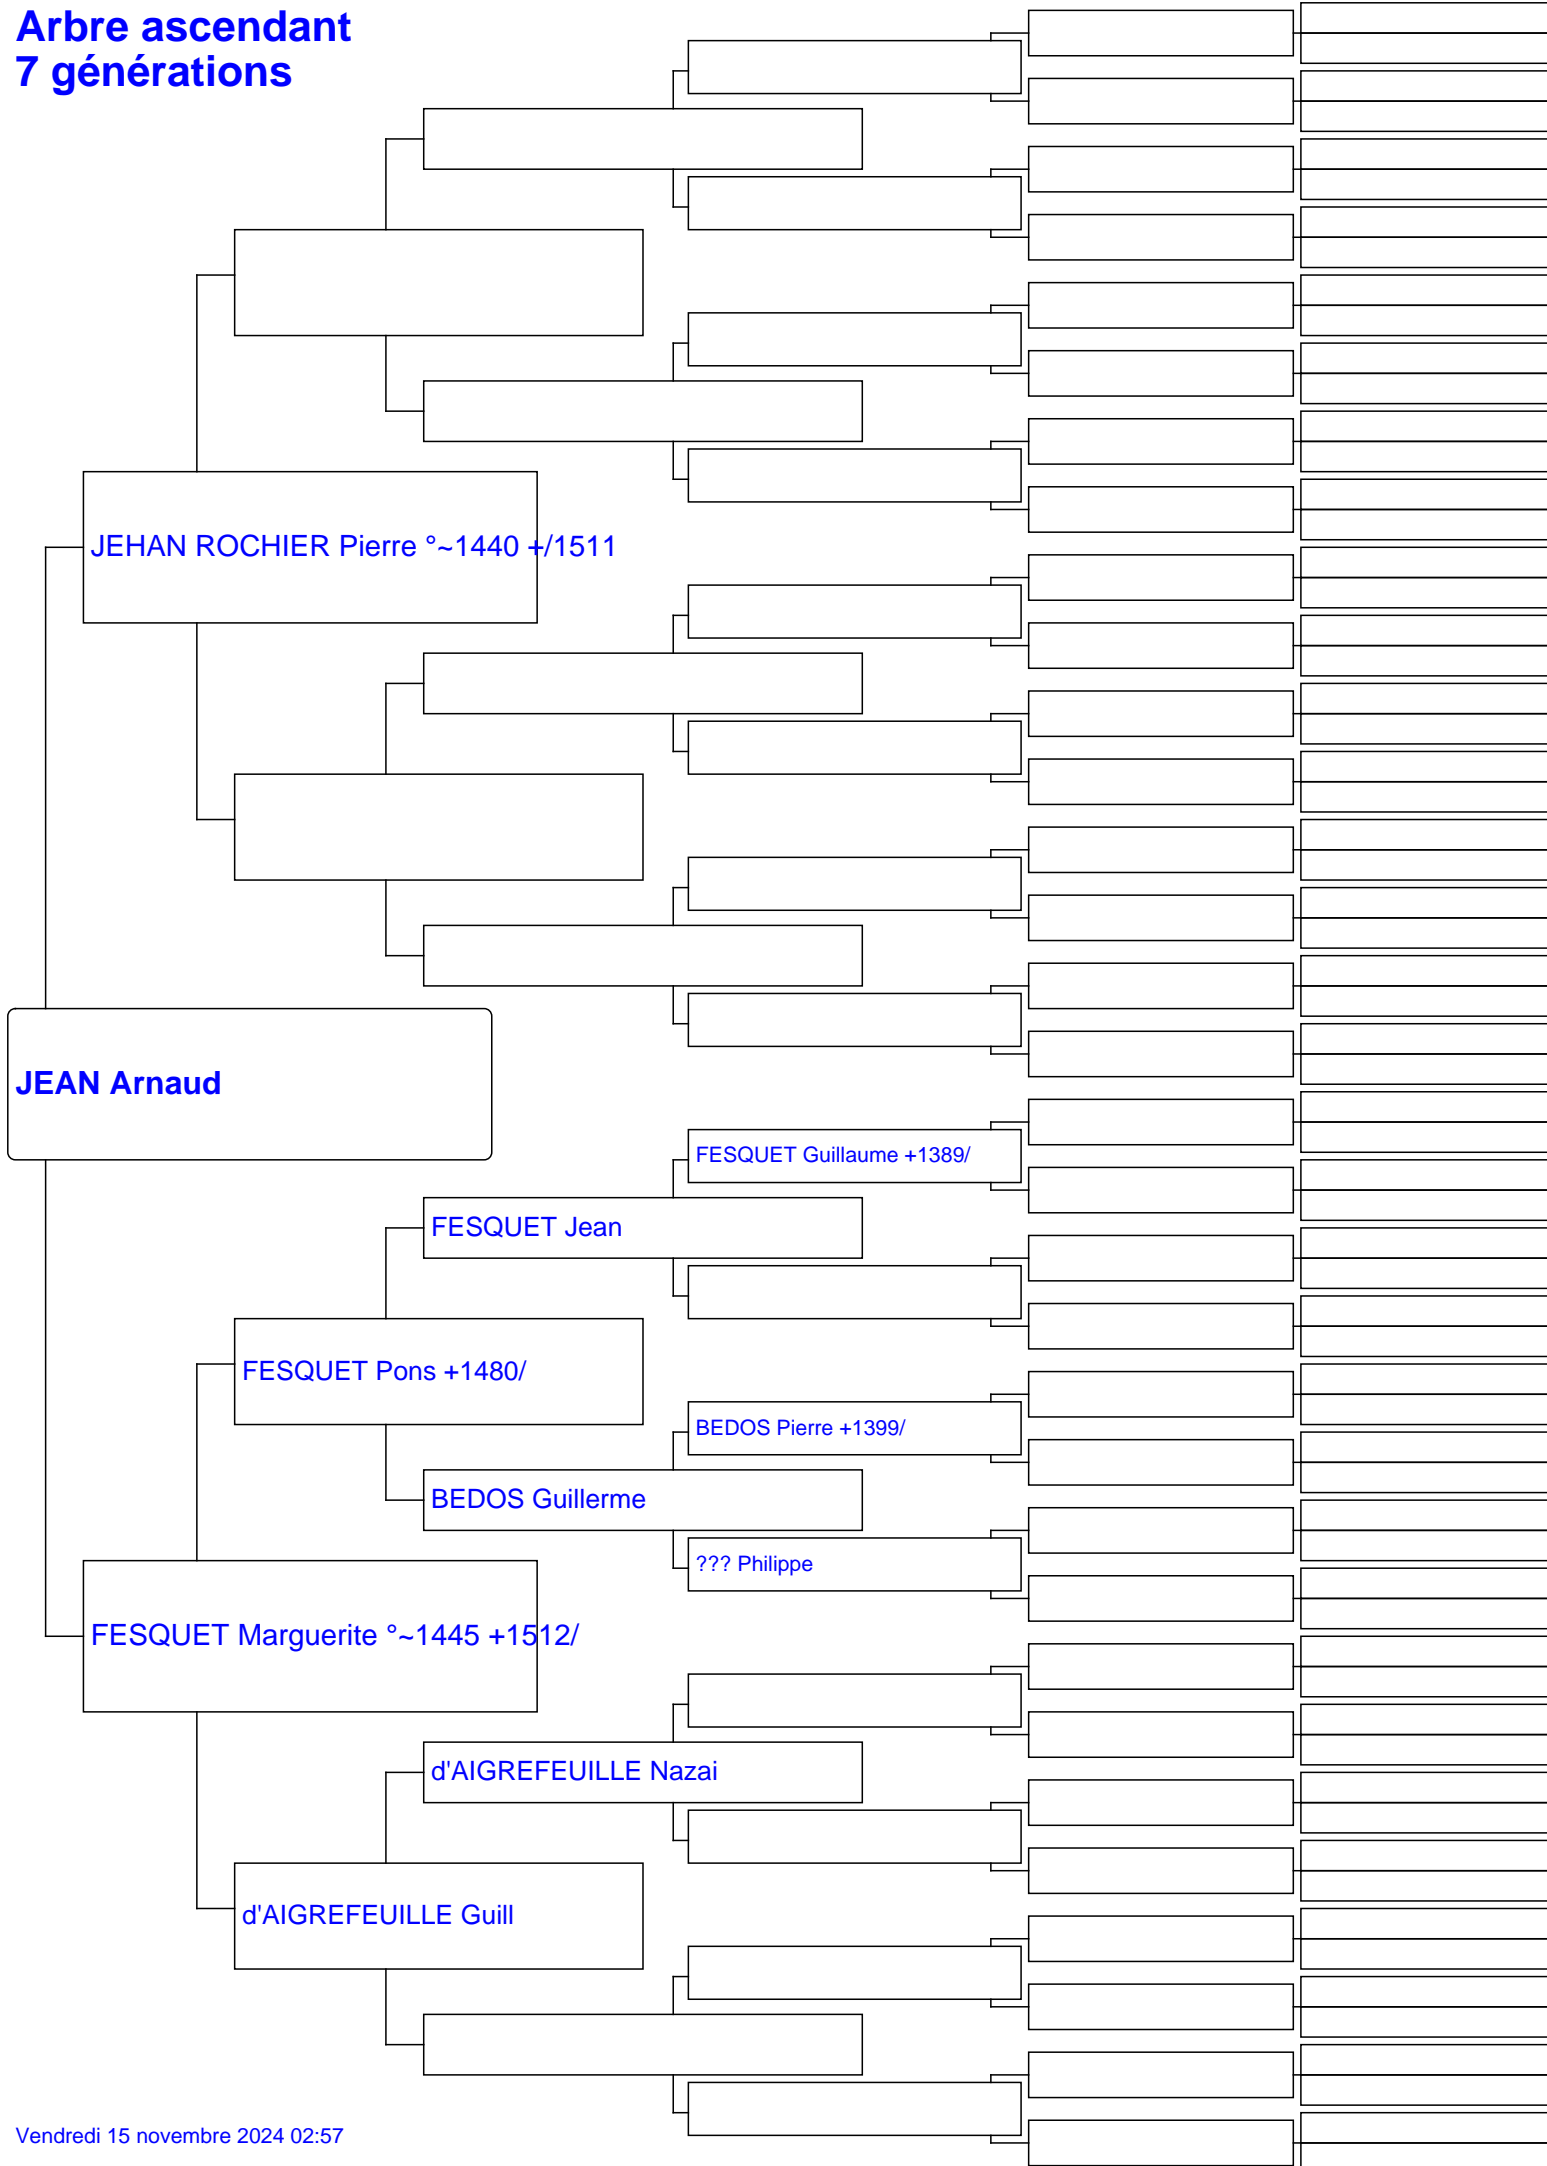 Arbre ascendant
7 générations
JEHAN ROCHIER Pierre °~1440 +/1511
JEAN Arnaud
FESQUET Guillaume +1389/
FESQUET Jean
FESQUET Pons +1480/
BEDOS Pierre +1399/
BEDOS Guillerme
??? Philippe
FESQUET Marguerite °~1445 +1512/
d'AIGREFEUILLE Nazai
d'AIGREFEUILLE Guill
Vendredi 15 novembre 2024 02:57